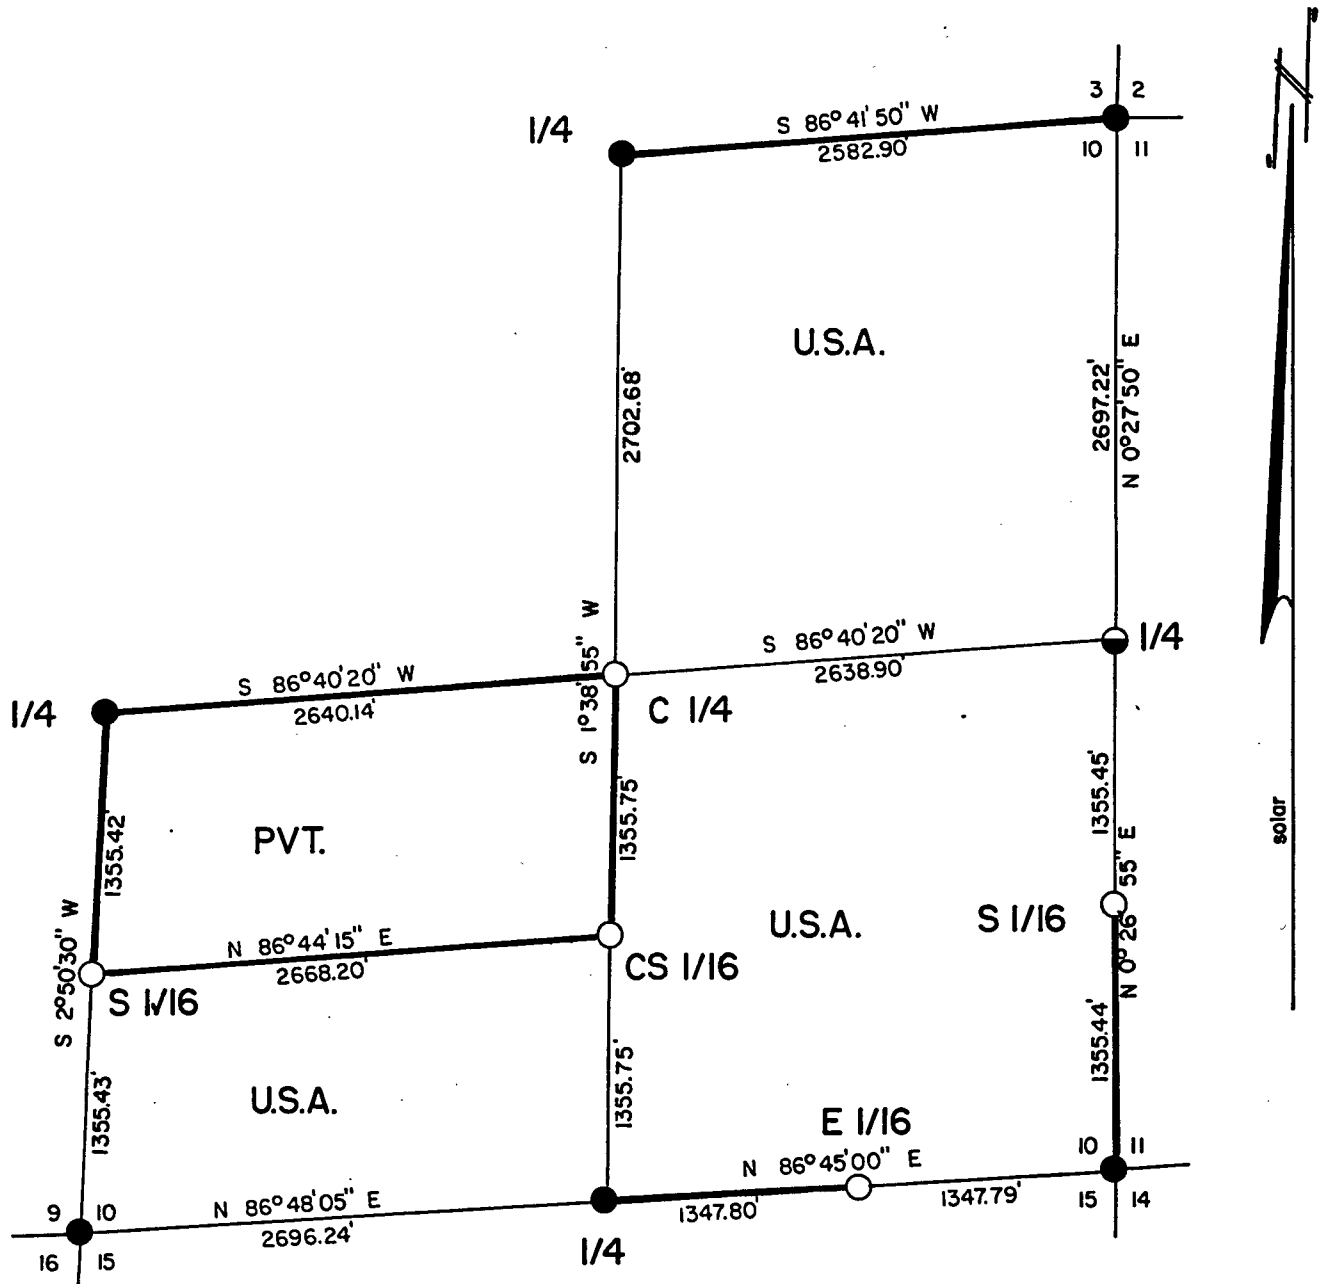 3 2
1/4
S 86° 41' 50" W
2582.90'
10 11
U.S.A.
2702.68'
2697.22'
N 0° 27' 50" E
S 86° 40' 20" W
2638.90'
1/4
S 86° 40' 20" W
2640.14'
1/4
S 1° 38' 55" W
C 1/4
1355.42'
PVT.
1355.75'
1355.45'
solar
S 2° 50' 30" W
N 86° 44' 15" E
2668.20'
S 1/16
CS 1/16
U.S.A.
S 1/16
N 0° 26' 55" E
1355.43'
U.S.A.
1355.75'
1355.44'
E 1/16
N 86° 45' 00" E
10 11
1347.80'
1347.79'
15 14
9 10
N 86° 48' 05" E
2696.24'
16 15
1/4